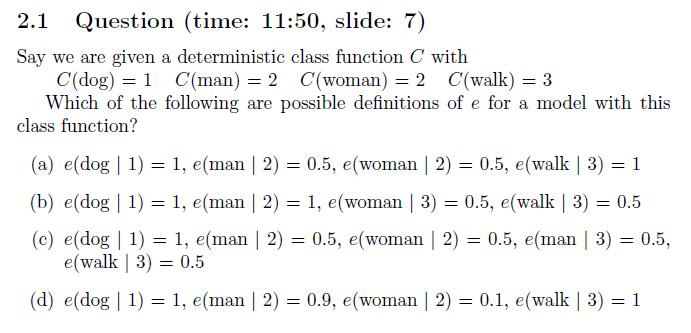 2.1 Question (time: 11:50, slide: 7)
Say we are given a deterministic class function C with
C(dog) = 1 C(man) = 2 C(woman) = 2 C(walk) = 3
Which of the following are possible definitions of e for a model with this
class function?
(a) e(dog | 1) = 1, e(man | 2) = 0.5, e(woman | 2) = 0.5, e(walk | 3) = 1
(b) e(dog | 1) = 1, e(man | 2) = 1, e(woman | 3) = 0.5, e(walk | 3) = 0.5
(c) e(dog | 1) = 1, e(man | 2) = 0.5, e(woman | 2) = 0.5, e(man | 3) = 0.5,
e(walk | 3) = 0.5
(d) e(dog | 1) = 1, e(man | 2) = 0.9, e(woman | 2) = 0.1, e(walk | 3) = 1